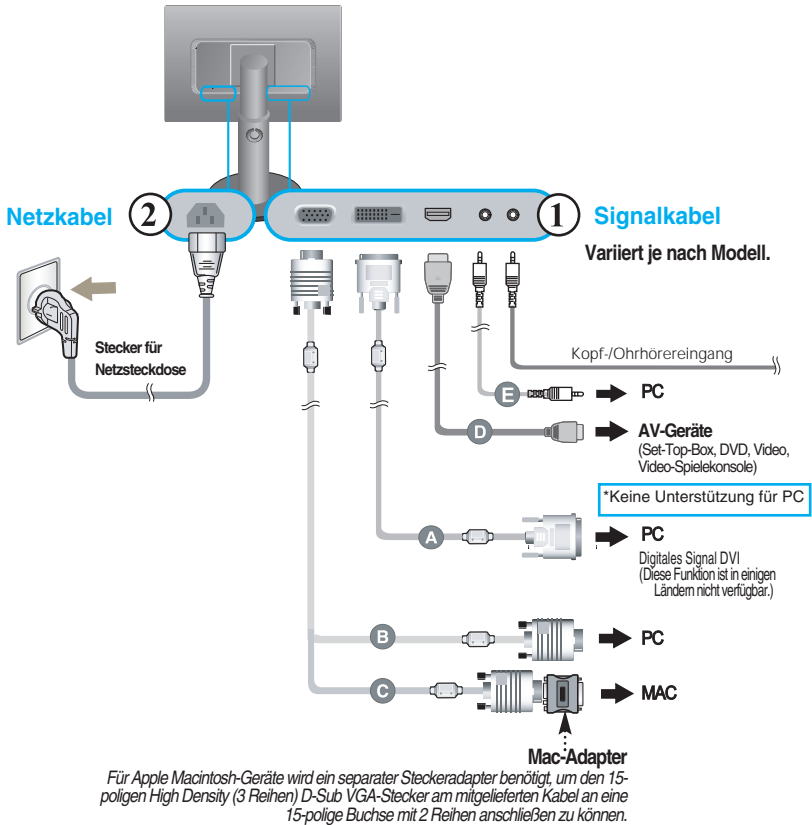 Netzkabel
2
1
Signalkabel
Variiert je nach Modell.
Stecker für
Netzsteckdose
Kopf-/Ohrhörereingang
E
PC
D
AV-Geräte
(Set-Top-Box, DVD, Video,
Video-Spielekonsole)
*Keine Unterstützung für PC
A
PC
Digitales Signal DVI
(Diese Funktion ist in einigen
Ländern nicht verfügbar.)
B
PC
C
MAC
Mac-Adapter
Für Apple Macintosh-Geräte wird ein separater Steckeradapter benötigt, um den 15-
poligen High Density (3 Reihen) D-Sub VGA-Stecker am mitgelieferten Kabel an eine
15-polige Buchse mit 2 Reihen anschließen zu können.